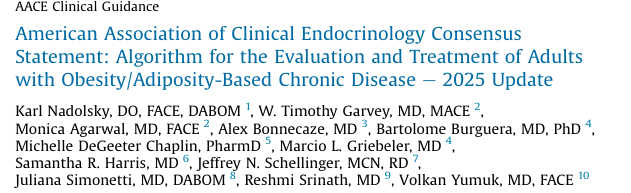 AACE Clinical Guidance
American Association of Clinical Endocrinology Consensus
Statement: Algorithm for the Evaluation and Treatment of Adults
with Obesity/Adiposity-Based Chronic Disease – 2025 Update
Karl Nadolsky, DO, FACE, DABOM 1, W. Timothy Garvey, MD, MACE 2,
Monica Agarwal, MD, FACE 2, Alex Bonnecaze, MD 3, Bartolome Burguera, MD, PhD 4,
Michelle DeGeeter Chaplin, PharmD 5, Marcio L. Griebeler, MD 4,
Samantha R. Harris, MD 6, Jeffrey N. Schellinger, MCN, RD 7,
Juliana Simonetti, MD, DABOM 8, Reshmi Srinath, MD 9, Volkan Yumuk, MD, FACE 10